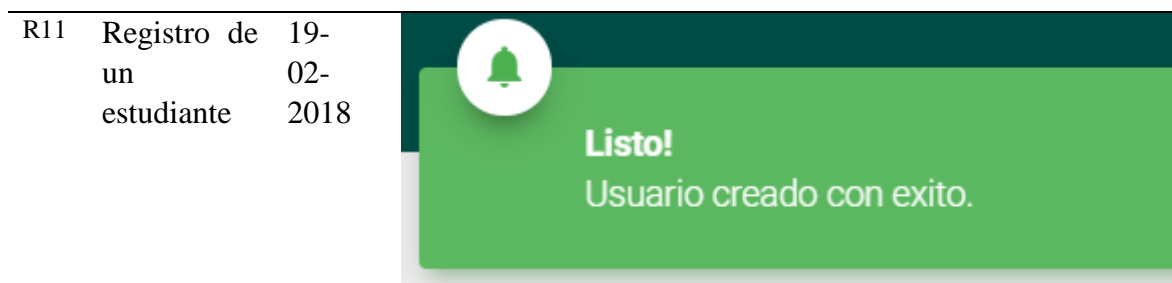 R11 Registro de 19-
un 02-
estudiante 2018
Listo!
Usuario creado con exito.